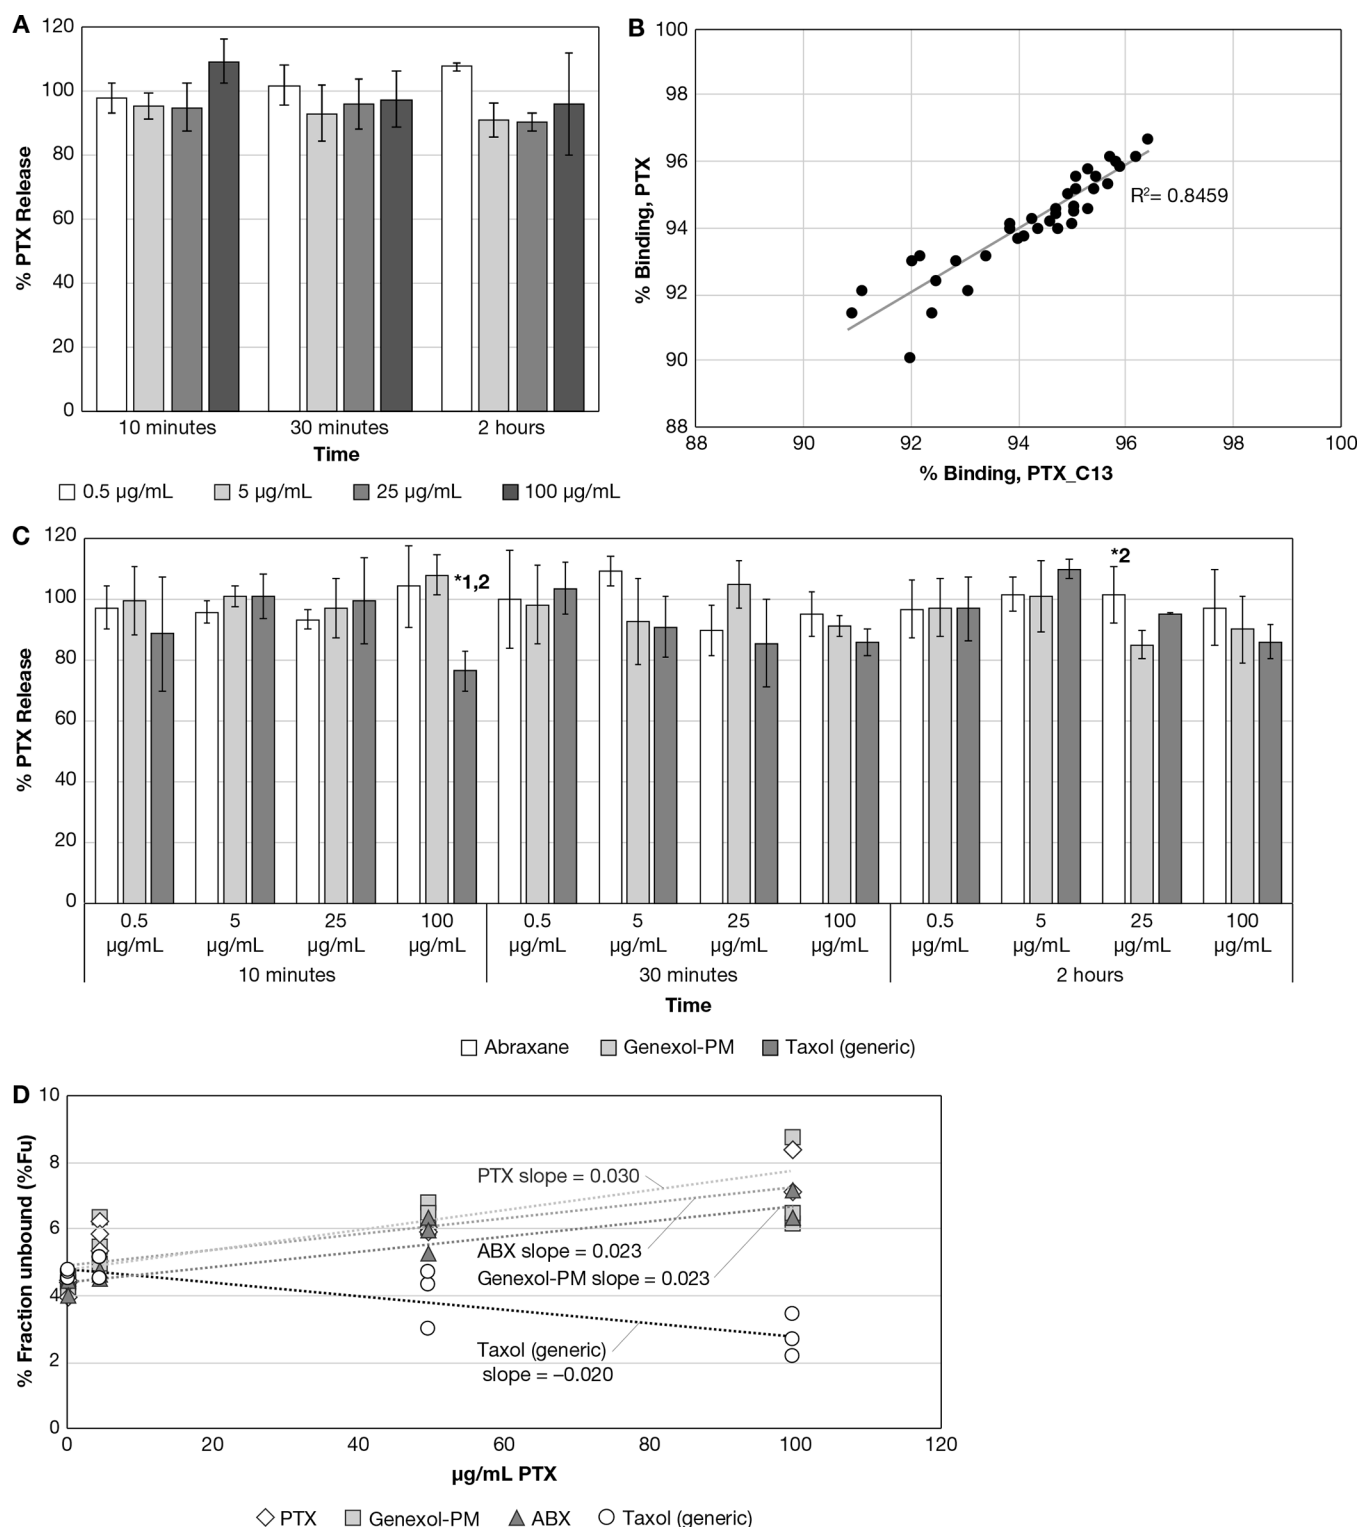 A
120
100
80
60
40
20
0
% PTX Release
10 minutes 30 minutes 2 hours
Time
0.5 µg/mL 5 µg/mL 25 µg/mL 100 µg/mL
B
100
98
96
94
92
90
88
% Binding, PTX
R²= 0.8459
88 90 92 94 96 98 100
% Binding, PTX_C13
C
120
100
80
60
40
20
0
% PTX Release
*1,2
*2
0.5 5 25 100 0.5 5 25 100 0.5 5 25 100
µg/mL µg/mL µg/mL µg/mL µg/mL µg/mL µg/mL µg/mL µg/mL µg/mL µg/mL µg/mL
10 minutes 30 minutes 2 hours
Time
Abraxane Genexol-PM Taxol (generic)
D
10
8
6
4
2
0
% Fraction unbound (%Fu)
PTX slope = 0.030
ABX slope = 0.023
Genexol-PM slope = 0.023
Taxol (generic)
slope = –0.020
0 20 40 60 80 100 120
µg/mL PTX
PTX Genexol-PM ABX Taxol (generic)